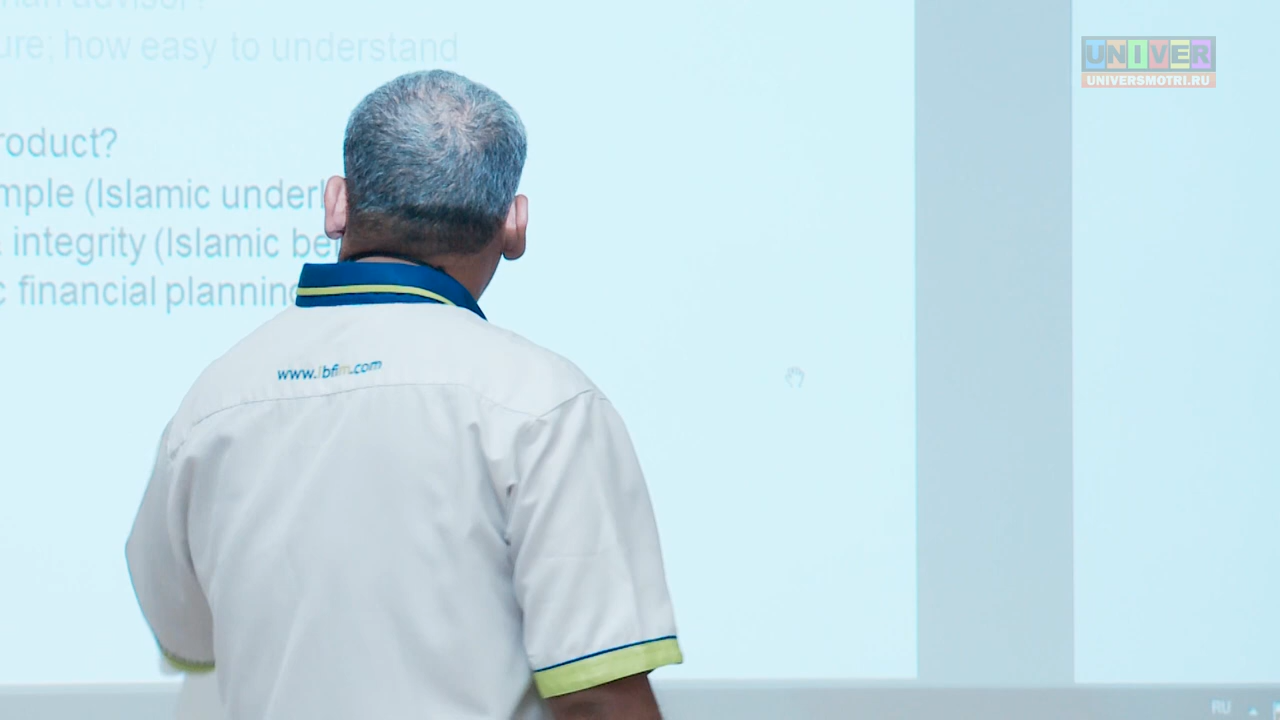 ure; how easy to understand
roduct?
mple (Islamic underl
integrity (Islamic be
c financial planning
www.ibfim.com
UNIVER
UNIVERSMOTRI.RU
RU